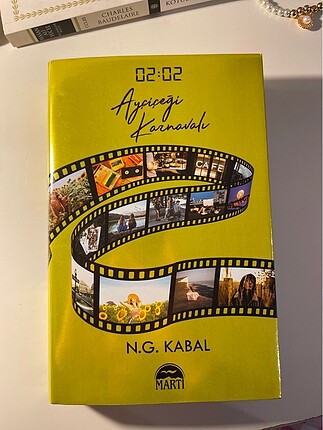 CHARLES
BAUDELAIRE
02:02
Ayçiçeği
Karnavalı
CAFE
N.G. KABAL
MARTI